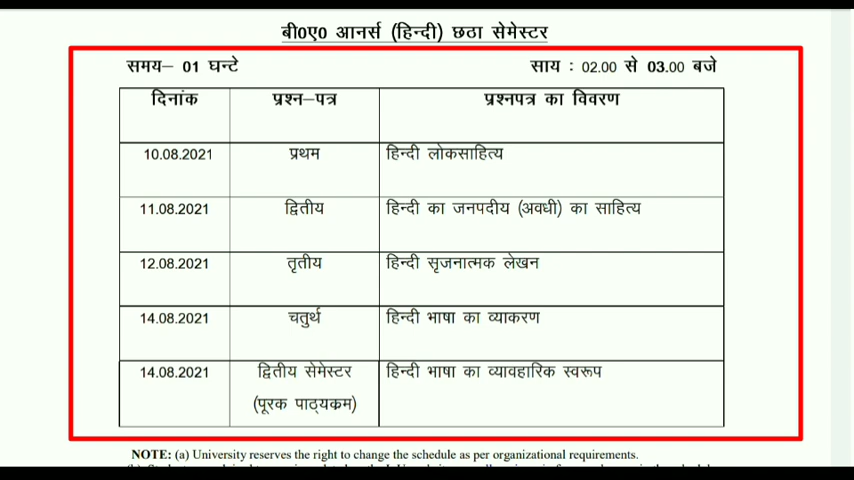 बी0ए0 आनर्स (हिन्दी) छठा सेमेस्टर
समय– 01 घन्टे साय : 02.00 से 03.00 बजे
दिनांक प्रश्न–पत्र प्रश्नपत्र का विवरण
10.08.2021 प्रथम हिन्दी लोकसाहित्य
11.08.2021 द्वितीय हिन्दी का जनपदीय (अवधी) का साहित्य
12.08.2021 तृतीय हिन्दी सृजनात्मक लेखन
14.08.2021 चतुर्थ हिन्दी भाषा का व्याकरण
14.08.2021 द्वितीय सेमेस्टर हिन्दी भाषा का व्यावहारिक स्वरूप
(पूरक पाठ्यकम)
NOTE: (a) University reserves the right to change the schedule as per organizational requirements.